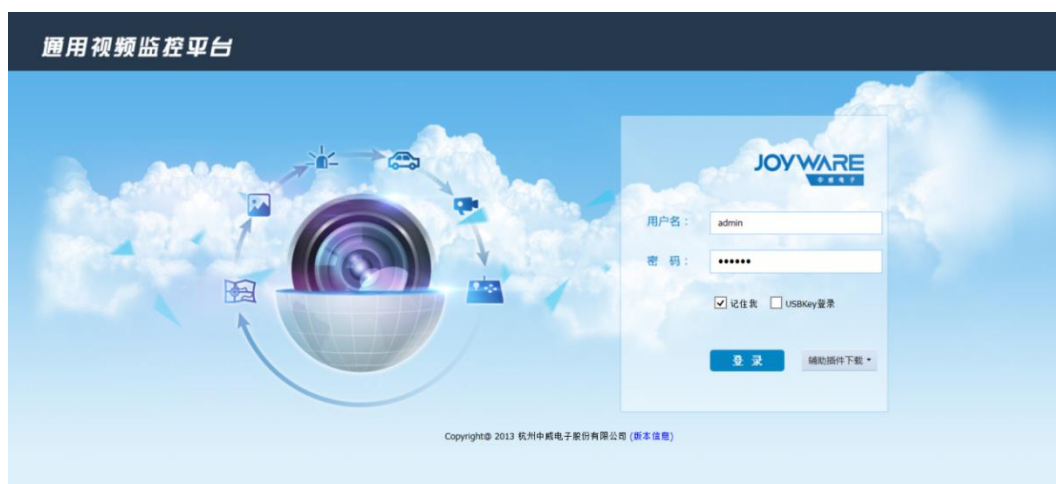 通用视频监控平台
JOYWARE
中威电子
用户名：
admin
密 码：
••••••
记住我 USBKey登录
登 录 辅助插件下载
Copyright@ 2013 杭州中威电子股份有限公司 (版本信息)